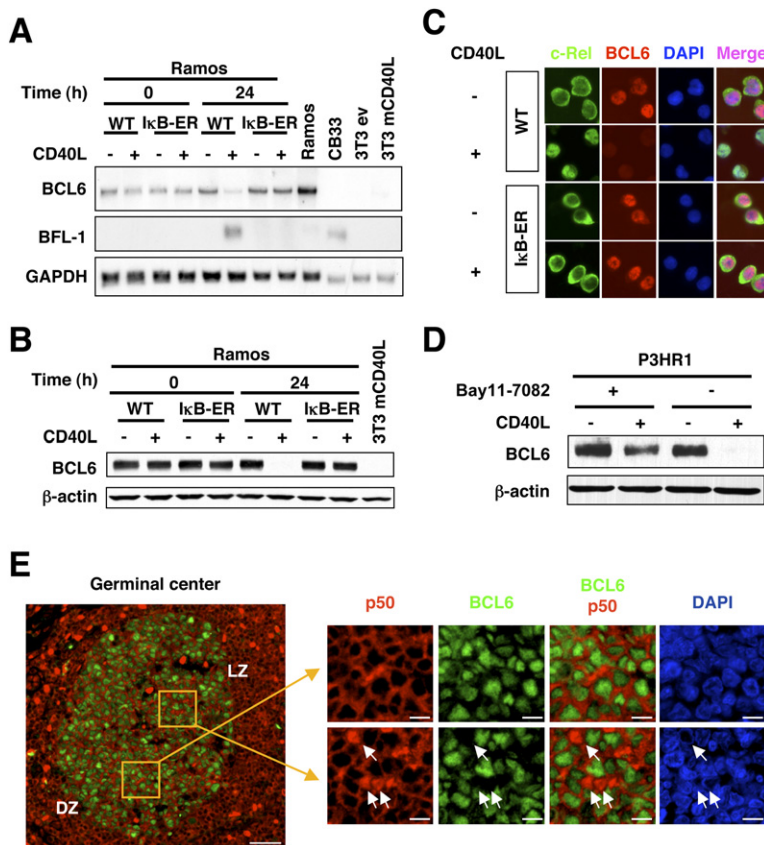 A
Ramos
Time (h) 0 24
WT IκB-ER WT IκB-ER Ramos CB33 3T3 ev 3T3 mCD40L
CD40L - + - + - + - +
BCL6
BFL-1
GAPDH
B
Ramos
Time (h) 0 24
WT IκB-ER WT IκB-ER 3T3 mCD40L
CD40L - + - + - + - +
BCL6
β-actin
C
CD40L c-Rel BCL6 DAPI Merge
-
WT
+
-
IκB-ER
+
D
P3HR1
Bay11-7082 + -
CD40L - + - +
BCL6
β-actin
E
Germinal center
LZ
DZ
p50 BCL6 BCL6 DAPI
p50